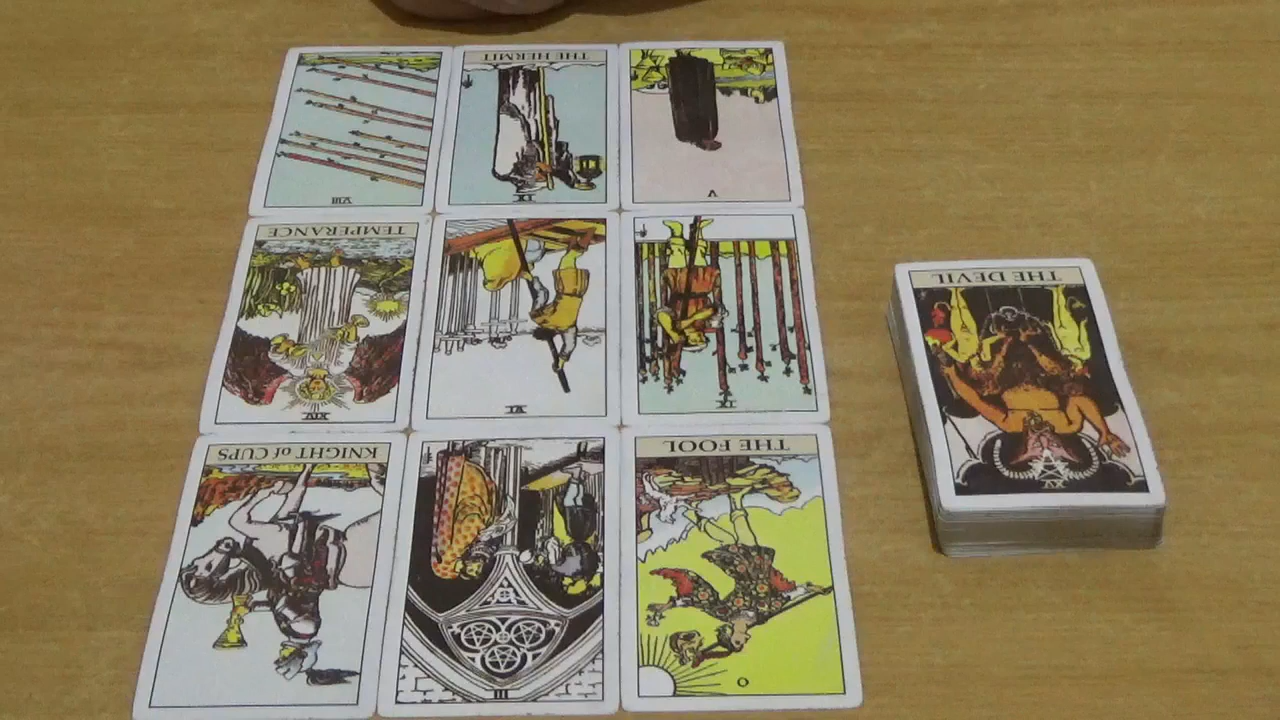 VIII
THE HERMIT
IX
V
TEMPERANCE
XIV
VI
IX
KNIGHT of CUPS
III
THE FOOL
0
THE DEVIL
XV